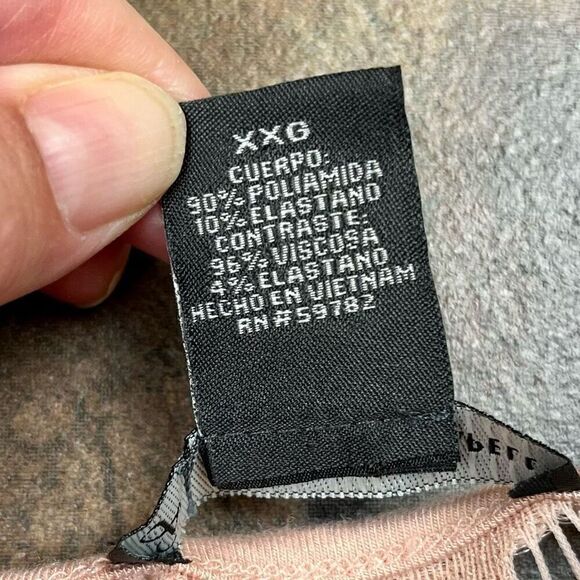 XXG
CUERPO:
90% POLIAMIDA
10% ELASTANO
CONTRASTE:
96% VISCOSA
4% ELASTANO
HECHO EN VIETNAM
RN#59782